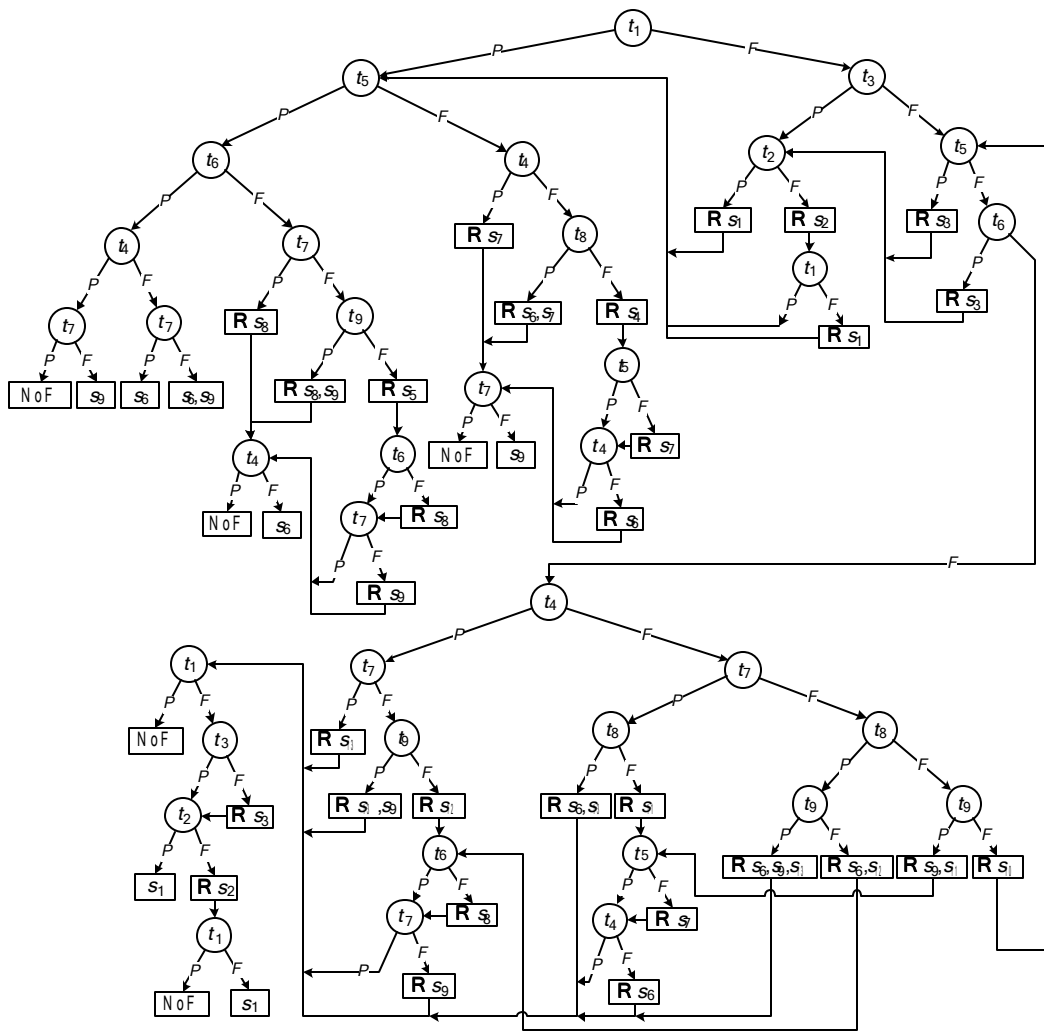 t1
P F
t5 t3
P F P F
t6 t4 t2 t5
P F P F P F P F
t4 t7 R s7 t8 R s1 R s2 R s3 t6
P F P F P F t1 P
t7 t7 R s8 t9 R s6,s7 R s4 P F R s3
P F P F P F t5 R s1
NoF s9 s6 s6,s9 R s8,s9 R s5 t7 P F
t4 t6 P F t4 R s7
P F P F NoF s9 P F
NoF s6 t7 R s8 R s6
P F
R s9 F
t4
P F
t1 t7 t7
P F P F P F
NoF t3 R t9 t8 t8
P F P F P F P F
t2 R s3 R R t9 t9
P F t6 t5 P F P F
s1 R s2 P F P F R R R R
t1 t7 R s8 t4 R s7
P F P F P F
NoF s1 R s9 R s6